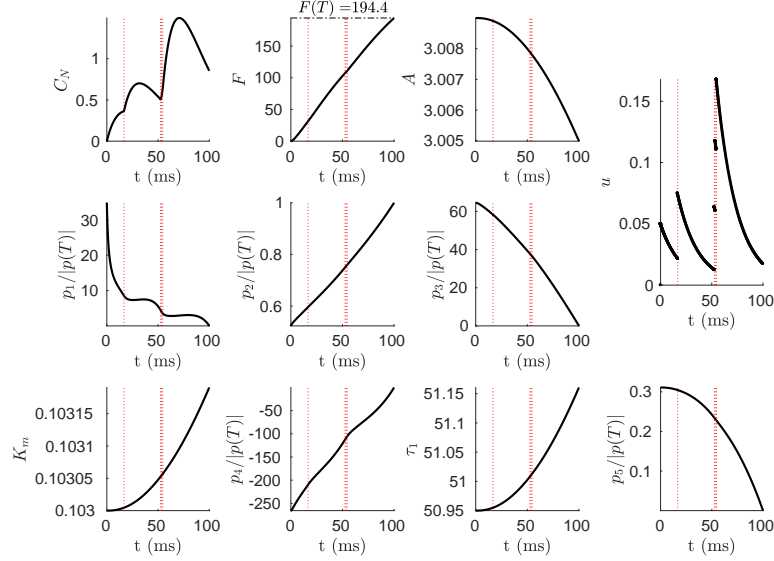 F(T) =194.4
1
0.5
0
C_N
0 50 100
t (ms)
150
100
50
0
F
0 50 100
t (ms)
3.008
3.007
3.006
3.005
A
0 50 100
t (ms)
0.15
0.1
0.05
0
u
0 50 100
t (ms)
30
20
10
p_1/|p(T)|
0 50 100
t (ms)
1
0.8
0.6
p_2/|p(T)|
0 50 100
t (ms)
60
40
20
0
p_3/|p(T)|
0 50 100
t (ms)
0.10315
0.1031
0.10305
0.103
K_m
0 50 100
t (ms)
-50
-100
-150
-200
-250
p_4/|p(T)|
0 50 100
t (ms)
51.15
51.1
51.05
51
50.95
τ_1
0 50 100
t (ms)
0.3
0.2
0.1
p_5/|p(T)|
0 50 100
t (ms)